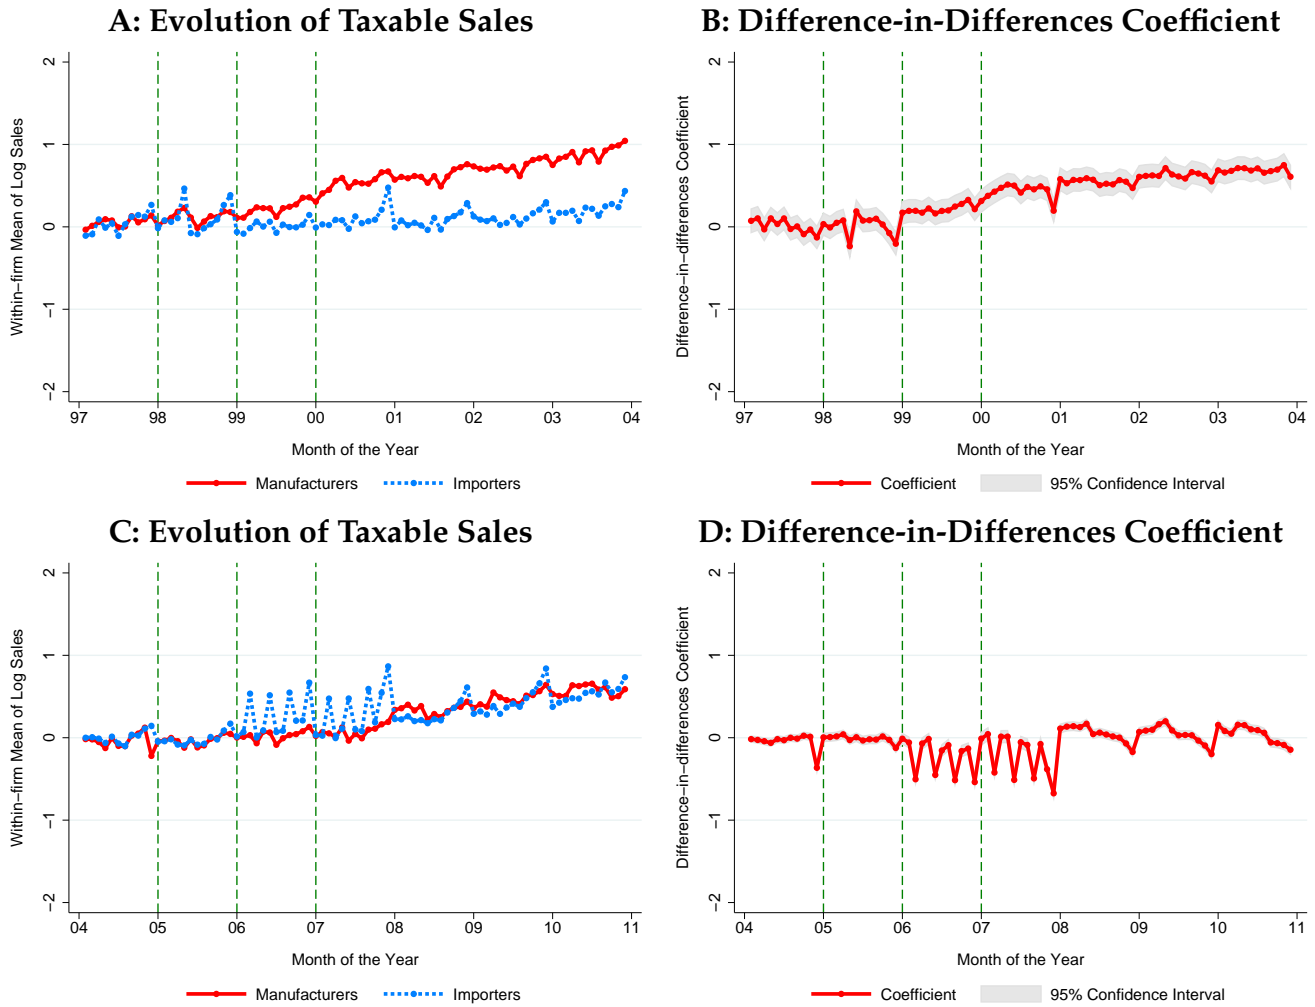 A: Evolution of Taxable Sales
Within−firm Mean of Log Sales
2
1
0
−1
−2
97 98 99 00 01 02 03 04
Month of the Year
Manufacturers Importers
B: Difference-in-Differences Coefficient
Difference−in−differences Coefficient
2
1
0
−1
−2
97 98 99 00 01 02 03 04
Month of the Year
Coefficient 95% Confidence Interval
C: Evolution of Taxable Sales
Within−firm Mean of Log Sales
2
1
0
−1
−2
04 05 06 07 08 09 10 11
Month of the Year
Manufacturers Importers
D: Difference-in-Differences Coefficient
Difference−in−differences Coefficient
2
1
0
−1
−2
04 05 06 07 08 09 10 11
Month of the Year
Coefficient 95% Confidence Interval